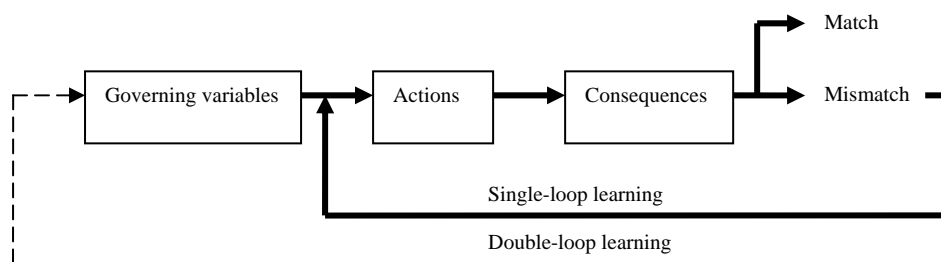 Match
Governing variables
Actions
Consequences
Mismatch
Single-loop learning
Double-loop learning